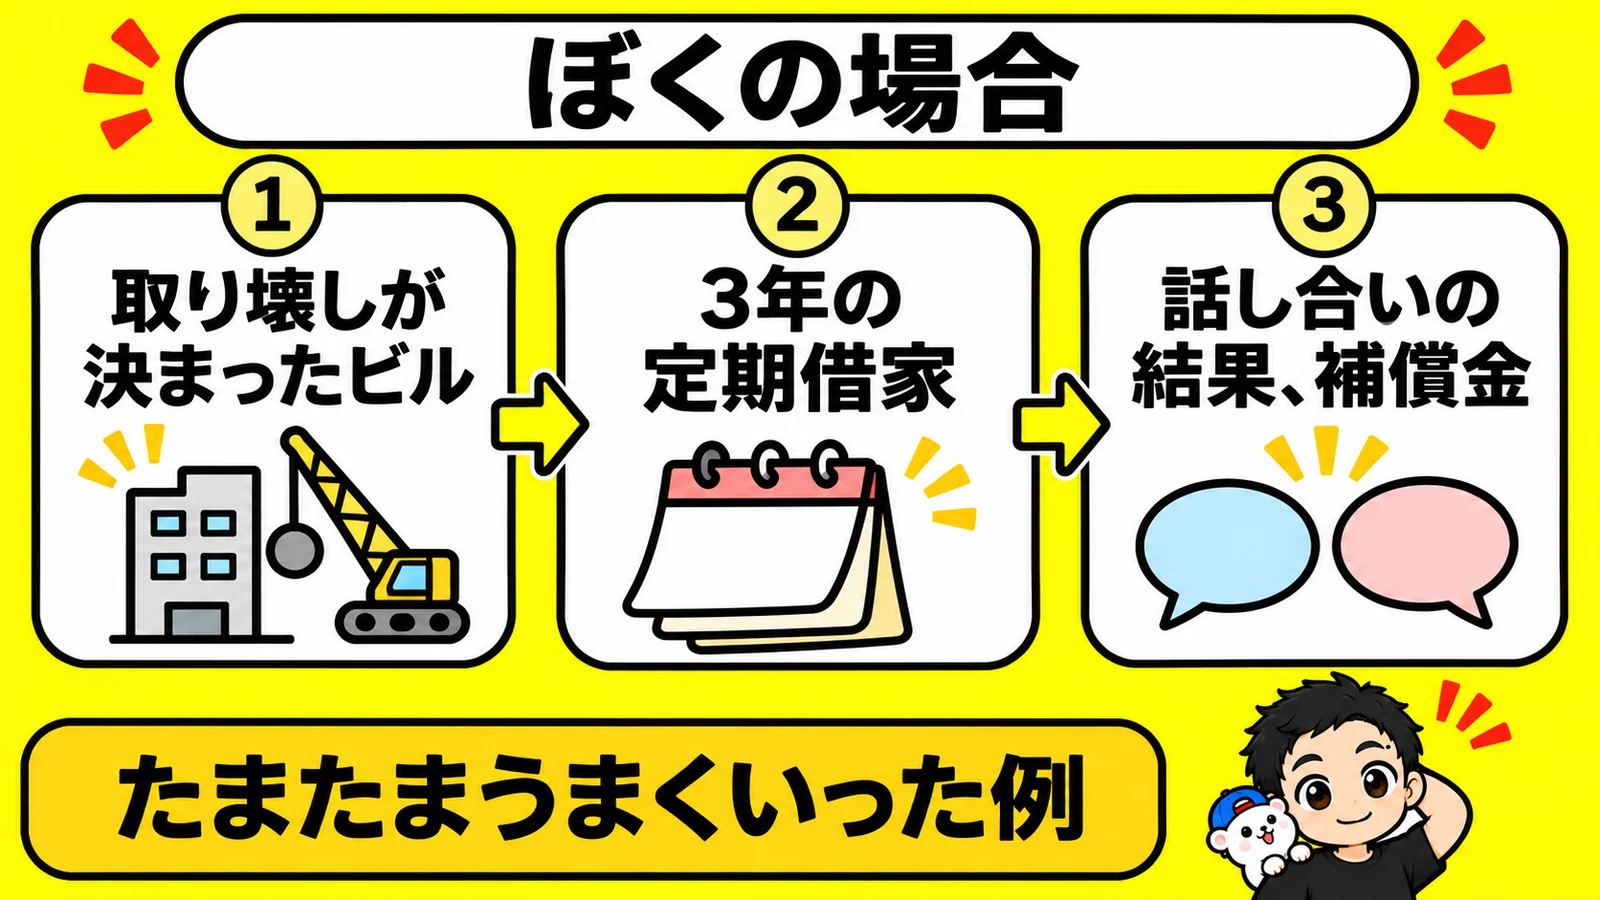 ぼくの場合
1
取り壊しが
決まったビル
2
3年の
定期借家
3
話し合いの
結果、補償金
たまたまうまくいった例